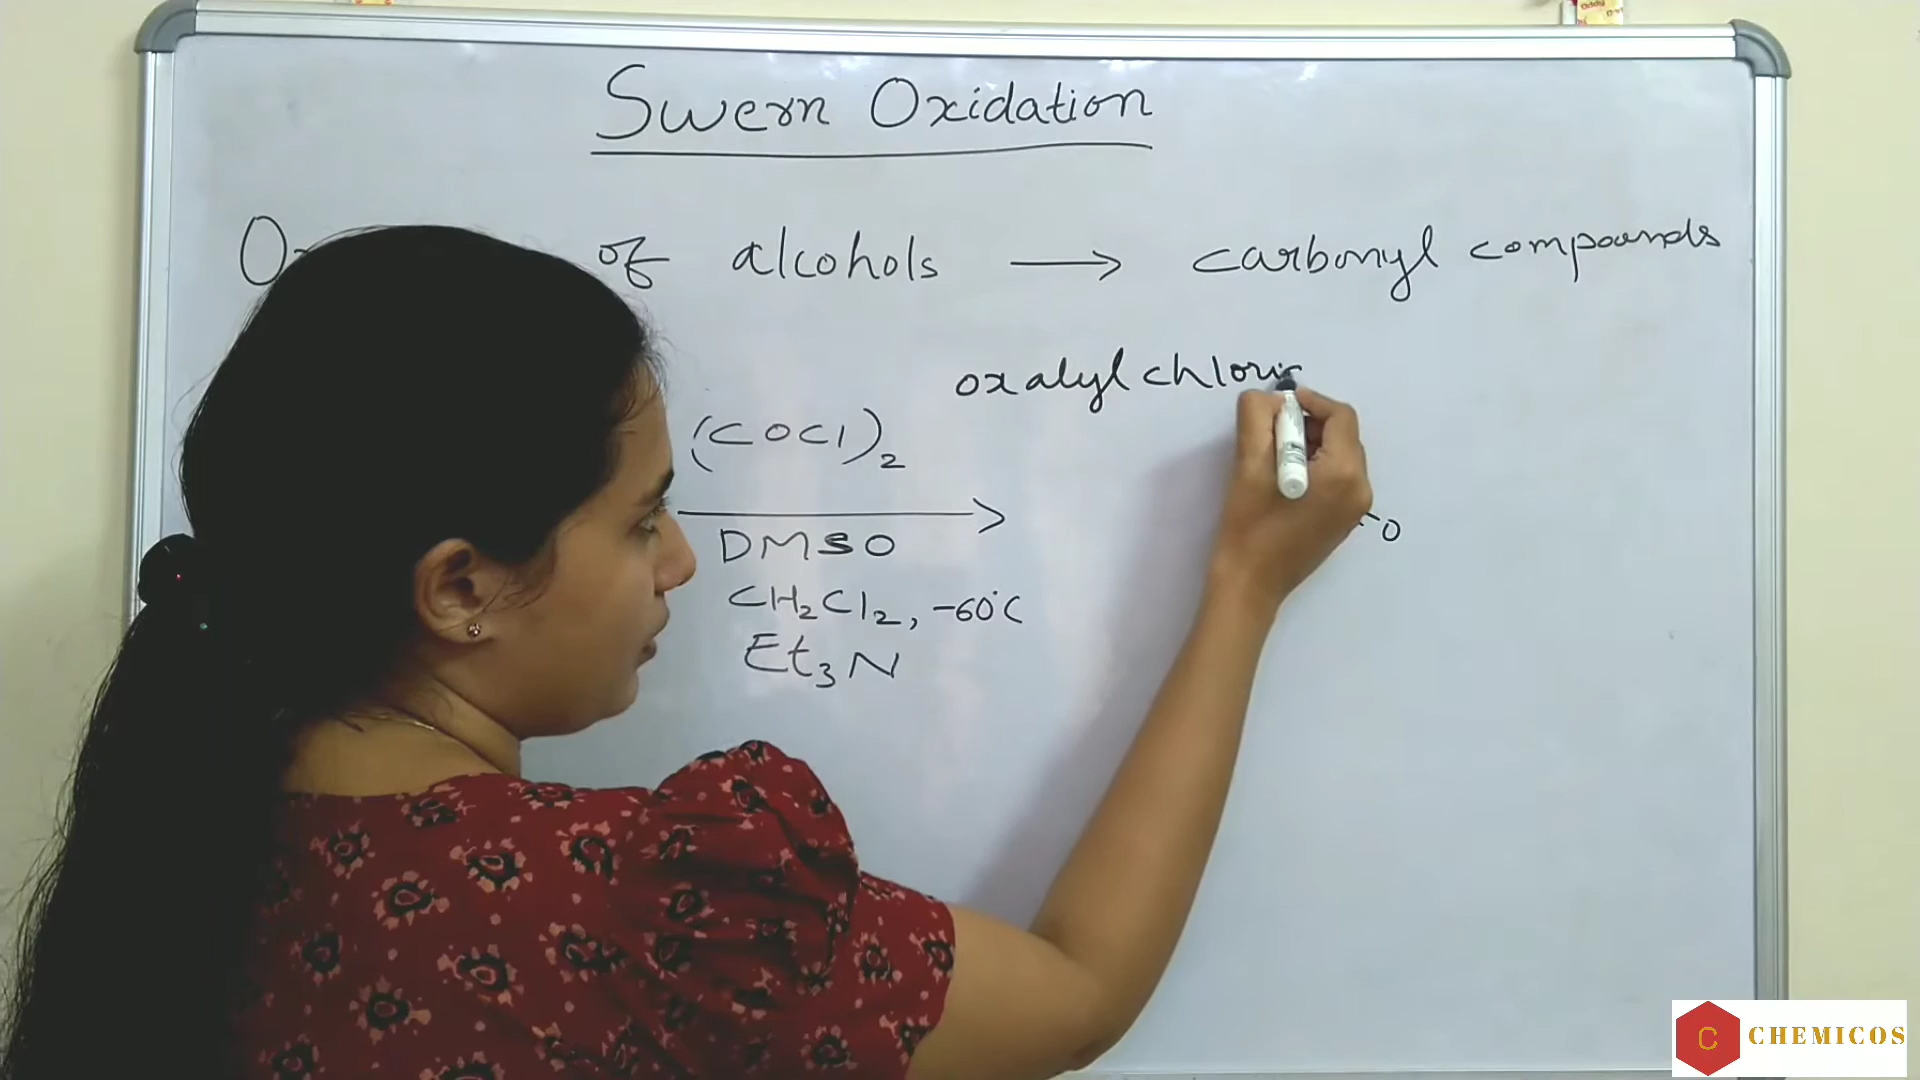 Swern Oxidation
of alcohols → carbonyl compounds
oxalyl chlori
(COCl)2
DMSO
CH2Cl2, -60°C
Et3N
C CHEMICOS